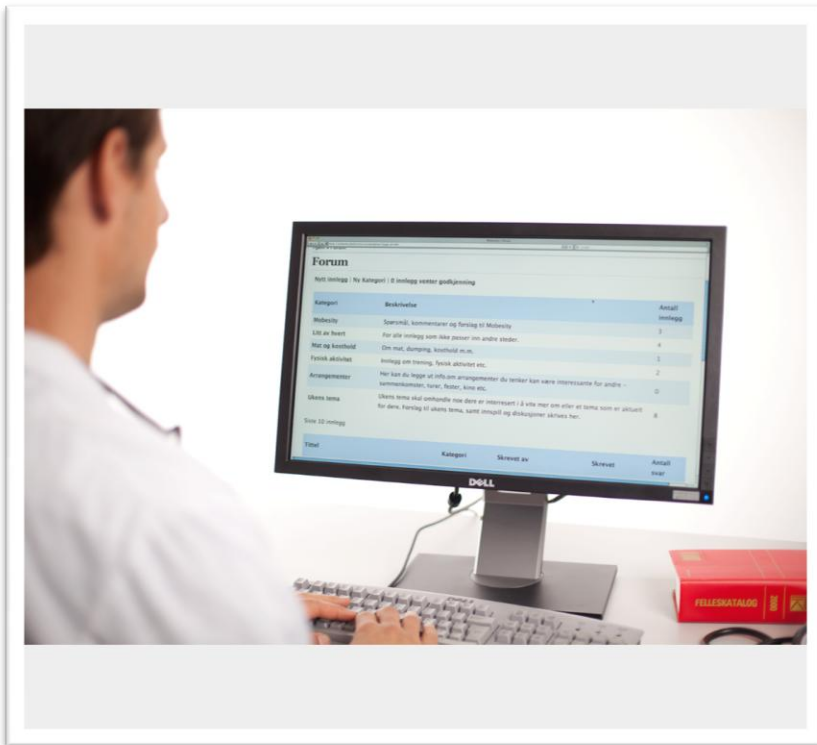 Forum
Nytt innlegg | Ny Kategori | 0 innlegg venter godkjenning
Kategori Beskrivelse Antall innlegg
Mobesity Spørsmål, kommentarer og forslag til Mobesity 3
Litt av hvert For alle innlegg som ikke passer inn andre steder. 4
Mat og kosthold Om mat, dumping, kosthold m.m. 1
Fysisk aktivitet Innlegg om trening, fysisk aktivitet etc. 2
Arrangementer Her kan du legge ut info om arrangementer du tenker kan være interessante for andre –
sammenkomster, turer, fester, kino etc. 0
Ukens tema Ukens tema skal omhandle noe dere er interresert i å vite mer om eller et tema som er aktuelt
for dere. Forslag til ukens tema, samt innspill og diskusjoner skrives her. 8
Siste 10 innlegg
Tittel Kategori Skrevet av Skrevet Antall
svar
DELL
FELLESKATALOG 2000